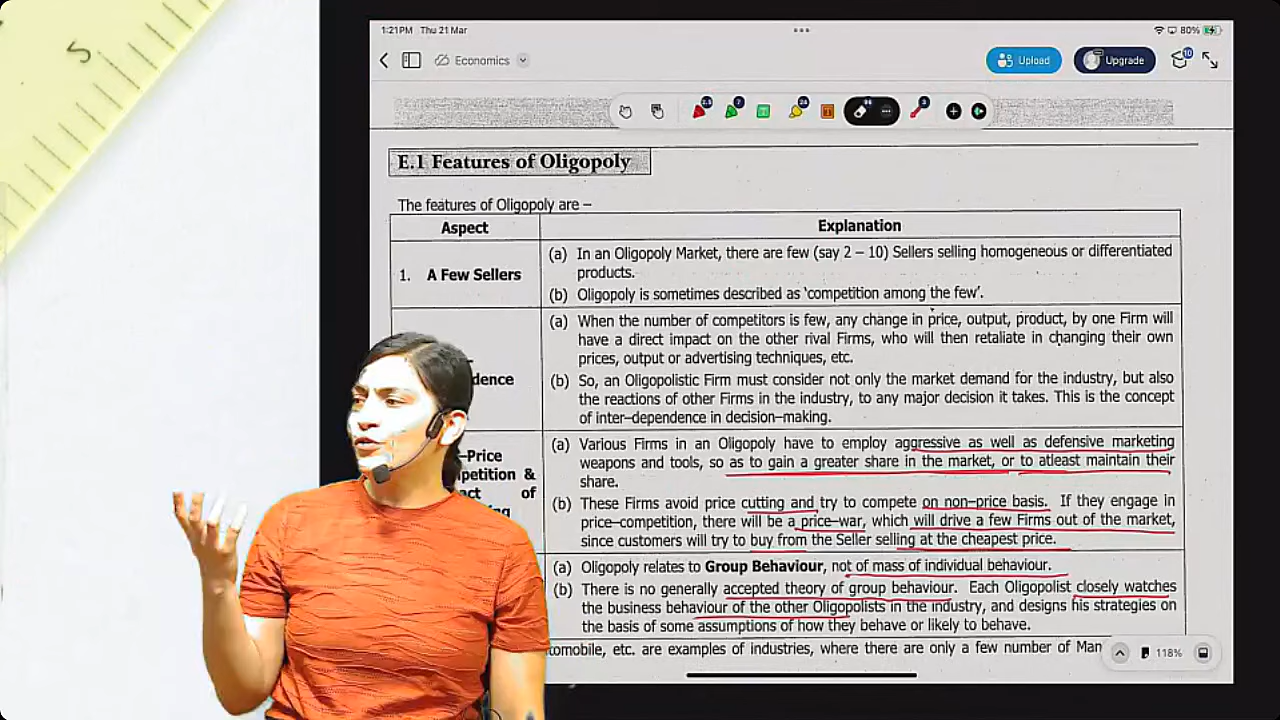 5
1:21PM Thu 21 Mar
80%
Economics
Upload
Upgrade
10
E.1 Features of Oligopoly
The features of Oligopoly are –
Aspect Explanation
1. A Few Sellers
(a) In an Oligopoly Market, there are few (say 2 – 10) Sellers selling homogeneous or differentiated
products.
(b) Oligopoly is sometimes described as ‘competition among the few’.
dence
(a) When the number of competitors is few, any change in price, output, product, by one Firm will
have a direct impact on the other rival Firms, who will then retaliate in changing their own
prices, output or advertising techniques, etc.
(b) So, an Oligopolistic Firm must consider not only the market demand for the industry, but also
the reactions of other Firms in the industry, to any major decision it takes. This is the concept
of inter–dependence in decision–making.
–Price
petition &
ct of
(a) Various Firms in an Oligopoly have to employ aggressive as well as defensive marketing
weapons and tools, so as to gain a greater share in the market, or to atleast maintain their
share.
(b) These Firms avoid price cutting and try to compete on non–price basis. If they engage in
price–competition, there will be a price–war, which will drive a few Firms out of the market,
since customers will try to buy from the Seller selling at the cheapest price.
(a) Oligopoly relates to Group Behaviour, not of mass of individual behaviour.
(b) There is no generally accepted theory of group behaviour. Each Oligopolist closely watches
the business behaviour of the other Oligopolists in the industry, and designs his strategies on
the basis of some assumptions of how they behave or likely to behave.
tomobile, etc. are examples of industries, where there are only a few number of Man
118%